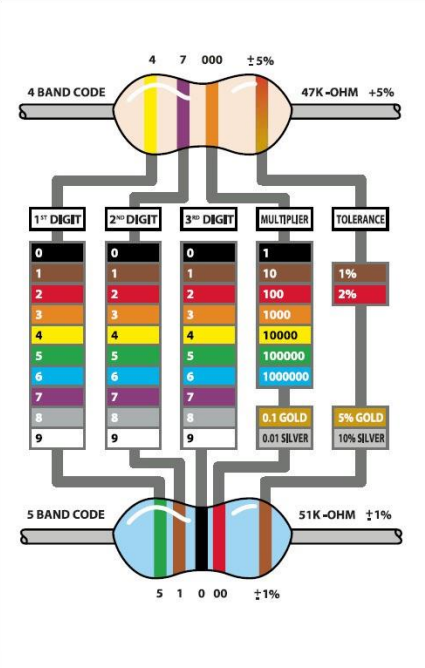 4 7 000 ±5%
4 BAND CODE 47K-OHM +5%
1ST DIGIT 2ND DIGIT 3RD DIGIT MULTIPLIER TOLERANCE
0 0 0 1
1 1 1 10 1%
2 2 2 100 2%
3 3 3 1000
4 4 4 10000
5 5 5 100000
6 6 6 1000000
7 7 7
8 8 8 0.1 GOLD 5% GOLD
9 9 9 0.01 SILVER 10% SILVER
5 BAND CODE 51K-OHM ±1%
5 1 0 00 ±1%